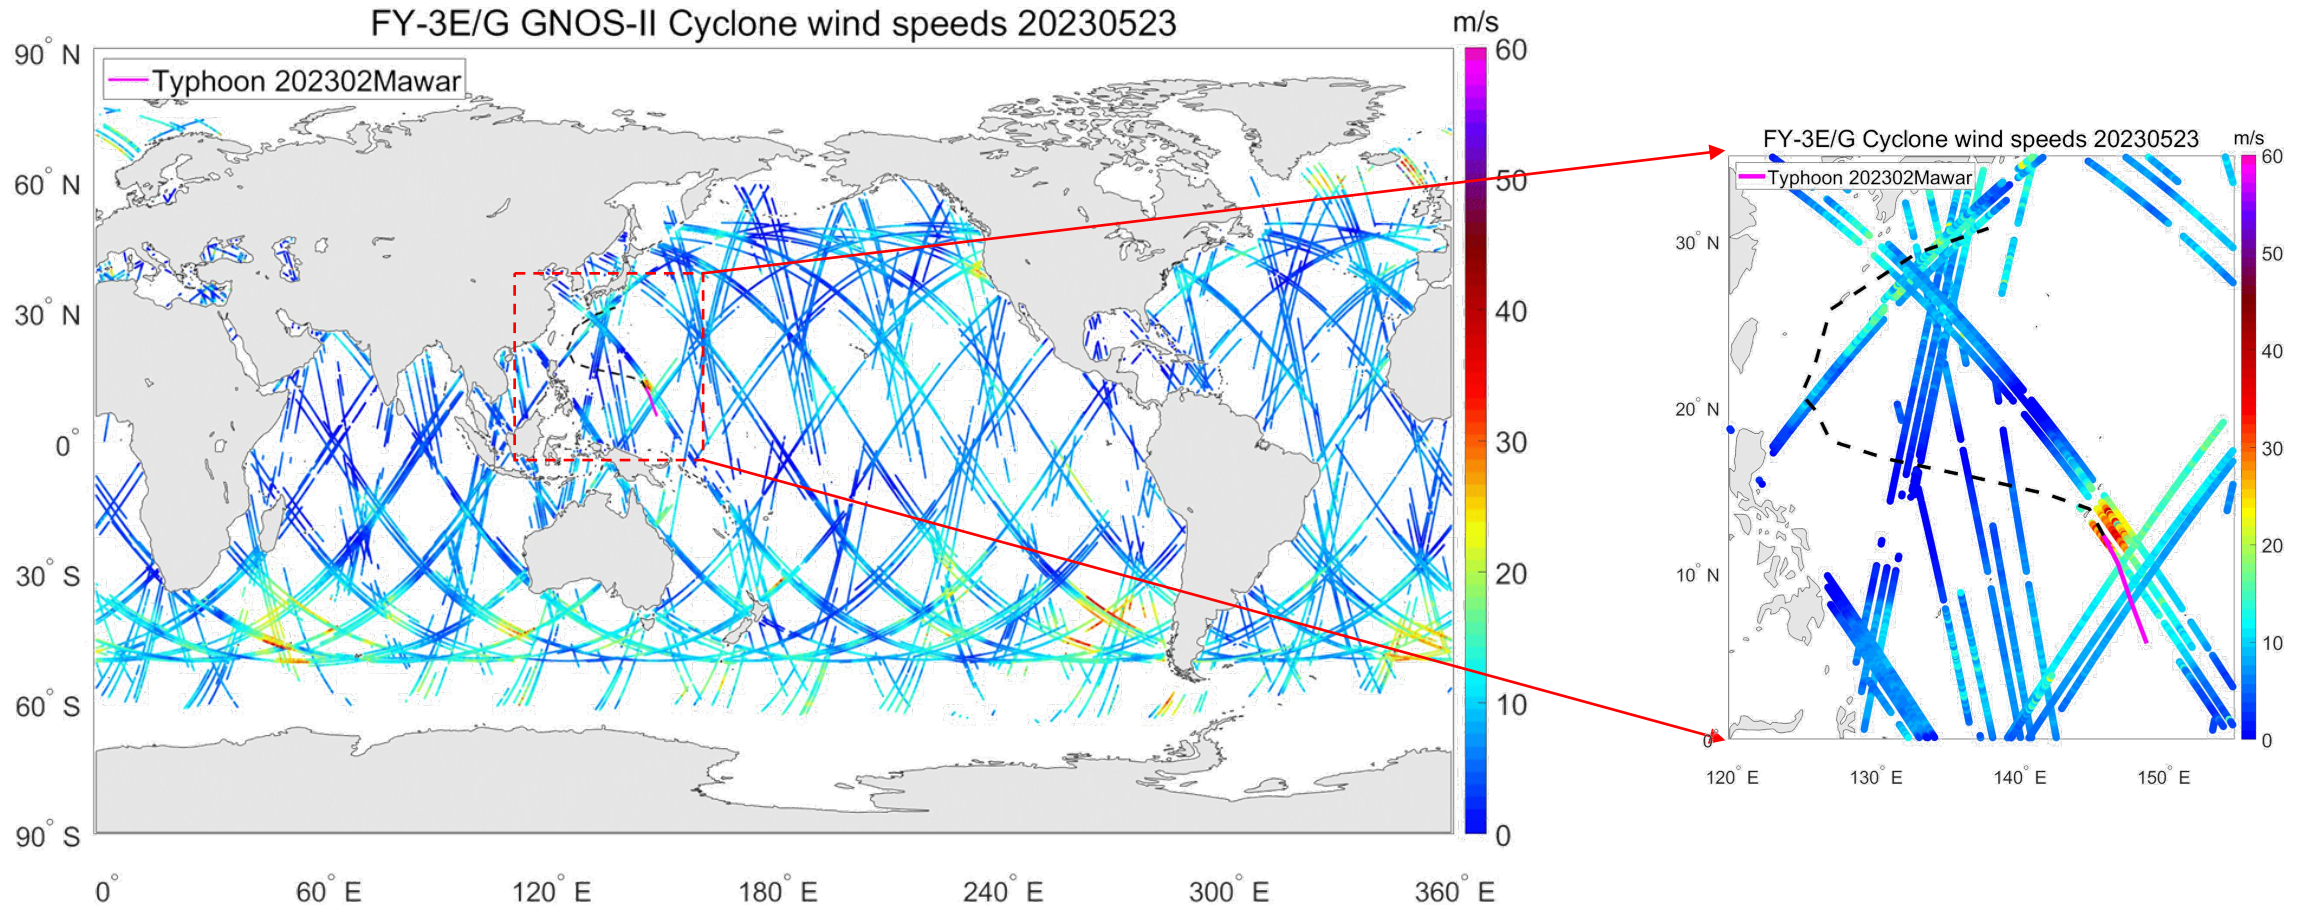 FY-3E/G GNOS-II Cyclone wind speeds 20230523
m/s
Typhoon 202302Mawar
90° N
60° N
30° N
0°
30° S
60° S
90° S
0°
60° E
120° E
180° E
240° E
300° E
360° E
60
50
40
30
20
10
0
FY-3E/G Cyclone wind speeds 20230523
m/s
Typhoon 202302Mawar
30° N
20° N
10° N
0°
120° E
130° E
140° E
150° E
60
50
40
30
20
10
0